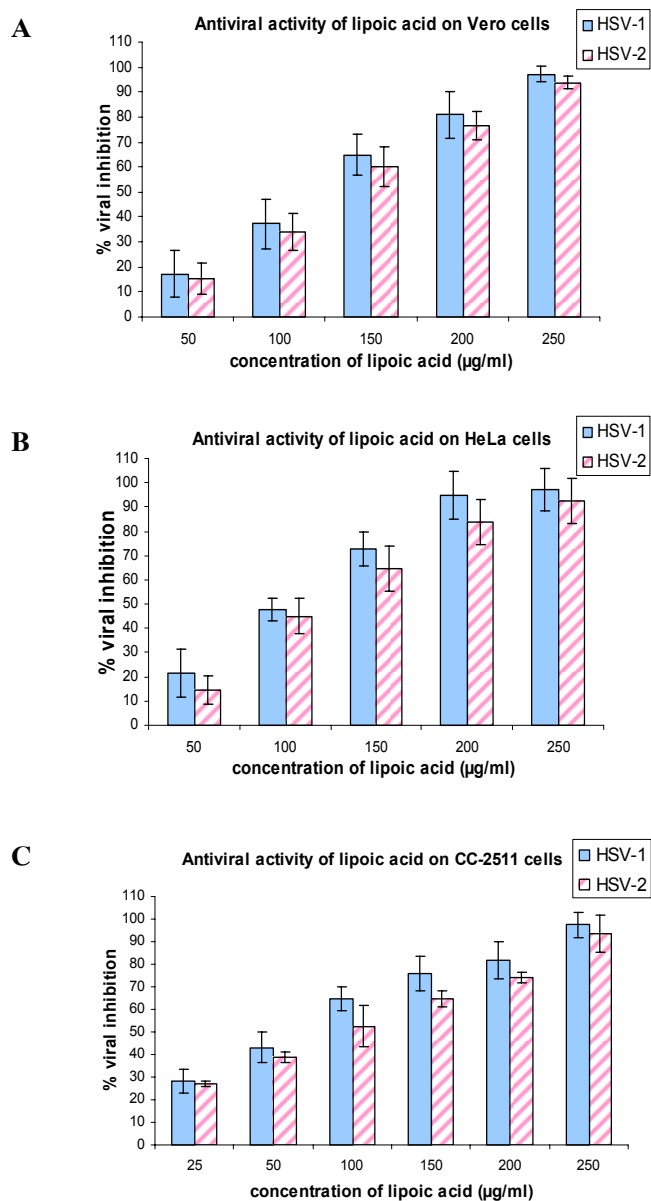 A
Antiviral activity of lipoic acid on Vero cells
HSV-1
HSV-2
% viral inhibition
100
90
80
70
60
50
40
30
20
10
0
50 100 150 200 250
concentration of lipoic acid (µg/ml)
B
Antiviral activity of lipoic acid on HeLa cells
HSV-1
HSV-2
% viral inhibition
110
100
90
80
70
60
50
40
30
20
10
0
50 100 150 200 250
concentration of lipoic acid (µg/ml)
C
Antiviral activity of lipoic acid on CC-2511 cells
HSV-1
HSV-2
% viral inhibition
110
100
90
80
70
60
50
40
30
20
10
0
25 50 100 150 200 250
concentration of lipoic acid (µg/ml)